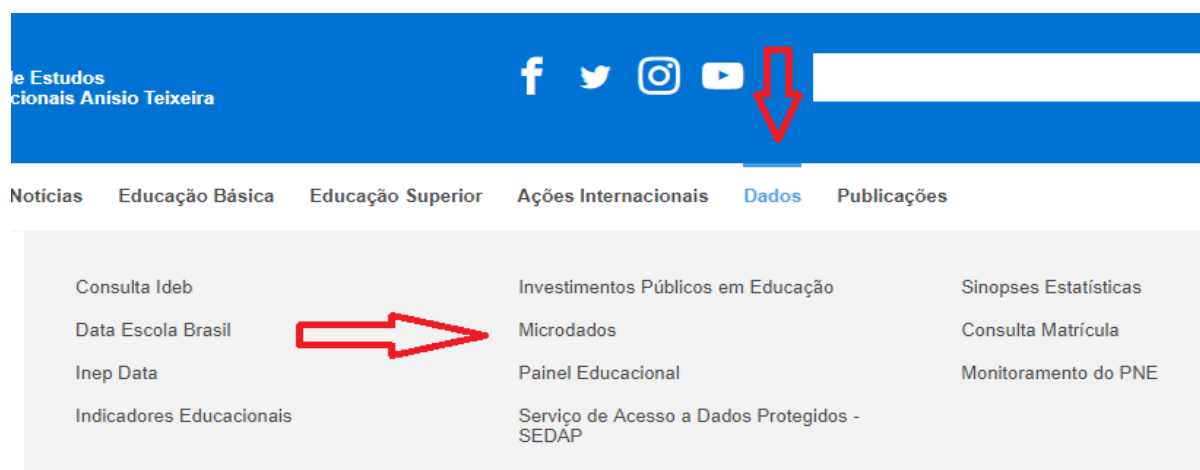 le Estudos
cionais Anísio Teixeira
Notícias Educação Básica Educação Superior Ações Internacionais Dados Publicações
Consulta Ideb Investimentos Públicos em Educação Sinopses Estatísticas
Data Escola Brasil Microdados Consulta Matrícula
Inep Data Painel Educacional Monitoramento do PNE
Indicadores Educacionais Serviço de Acesso a Dados Protegidos -
SEDAP